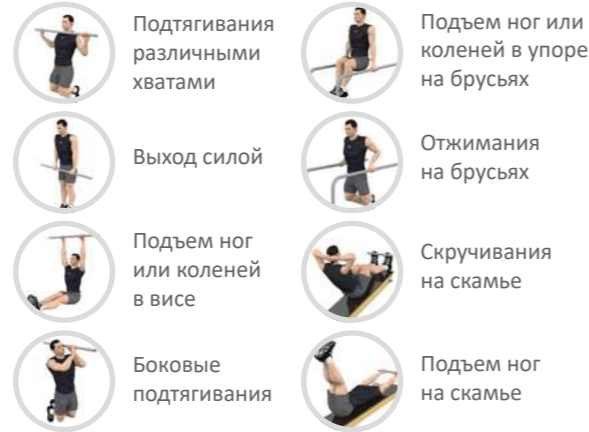 Подтягивания
различными
хватами
Выход силой
Подъем ног
или коленей
в висе
Боковые
подтягивания
Подъем ног или
коленей в упоре
на брусьях
Отжимания
на брусьях
Скручивания
на скамье
Подъем ног
на скамье